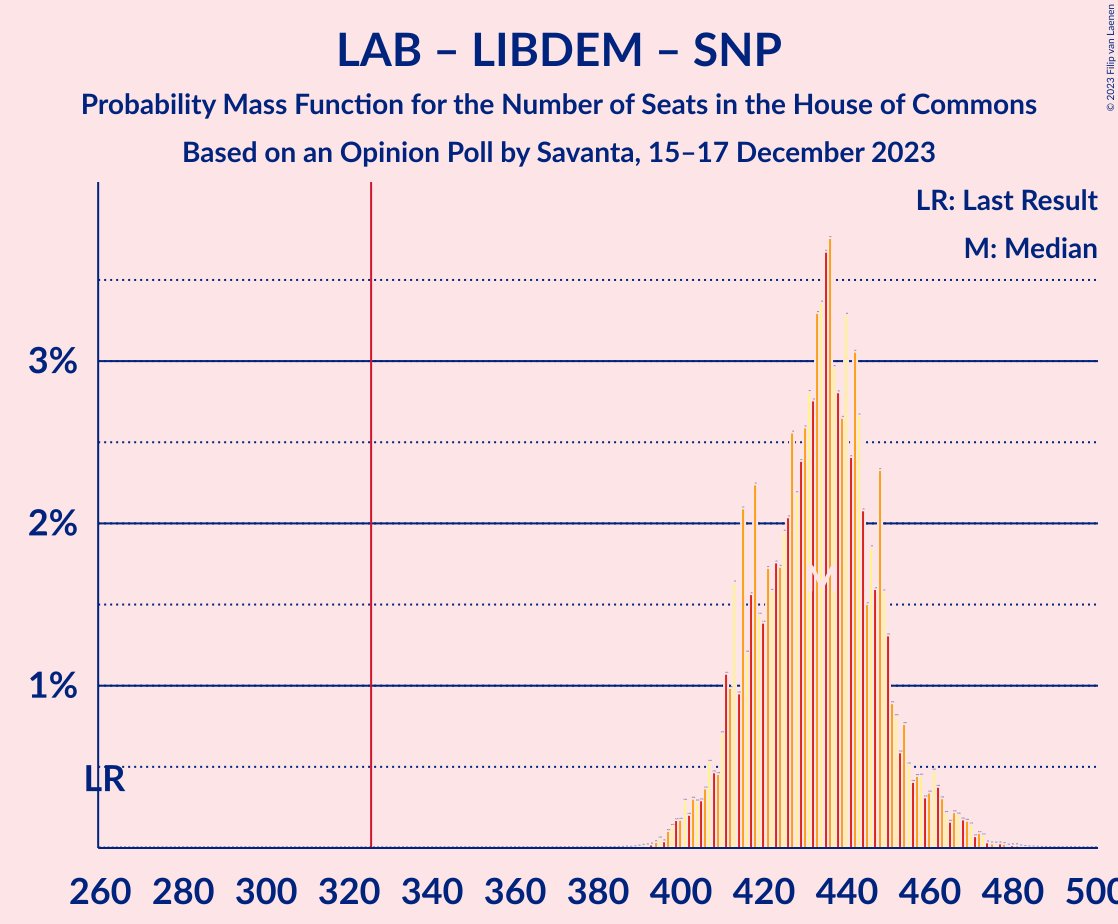 LAB – LIBDEM – SNP
Probability Mass Function for the Number of Seats in the House of Commons
Based on an Opinion Poll by Savanta, 15–17 December 2023
© 2023 Filip van Laenen
LR: Last Result
M: Median
3%
2%
1%
M
LR
260 280 300 320 340 360 380 400 420 440 460 480 500